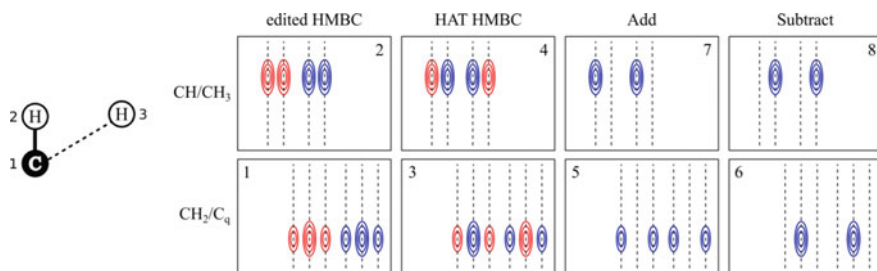 edited HMBC
HAT HMBC
Add
Subtract
CH/CH3
2
4
7
8
2 H
H 3
1 C
CH2/Cq
1
3
5
6